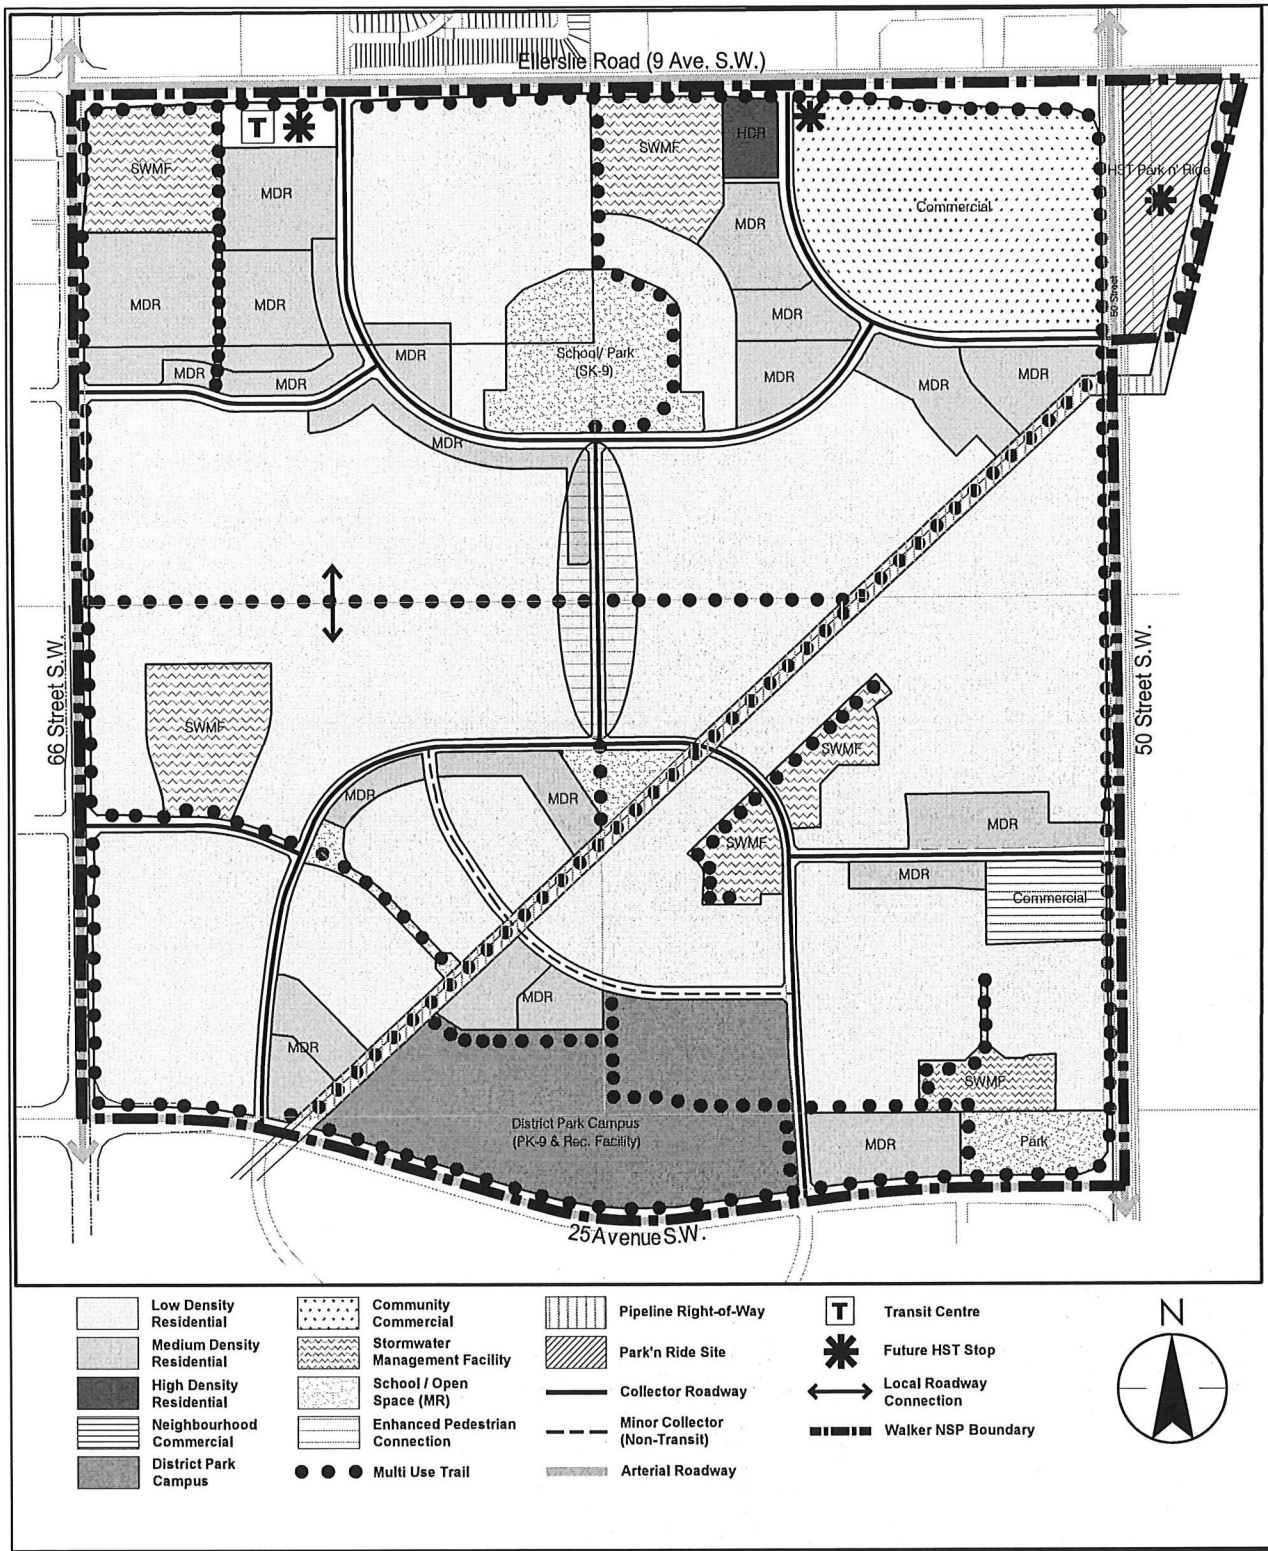 Ellerslie Road (9 Ave. S.W.)
T
SWMF
MDR
SWMF
HDR
HST Park n' Ride
Commercial
MDR
MDR
MDR
MDR
50 Street
MDR
MDR
School/ Park
(SK-9)
MDR
MDR
MDR
MDR
MDR
MDR
66 Street S.W.
50 Street S.W.
SWMF
SWMF
MDR
MDR
SWMF
MDR
MDR
Commercial
MDR
MDR
SWMF
District Park Campus
(PK-9 & Rec. Facility)
MDR
Park
25 Avenue S.W.
Low Density
Residential
Medium Density
Residential
High Density
Residential
Neighbourhood
Commercial
District Park
Campus
Community
Commercial
Stormwater
Management Facility
School / Open
Space (MR)
Enhanced Pedestrian
Connection
Multi Use Trail
Pipeline Right-of-Way
Park'n Ride Site
Collector Roadway
Minor Collector
(Non-Transit)
Arterial Roadway
T
Transit Centre
Future HST Stop
Local Roadway
Connection
Walker NSP Boundary
N